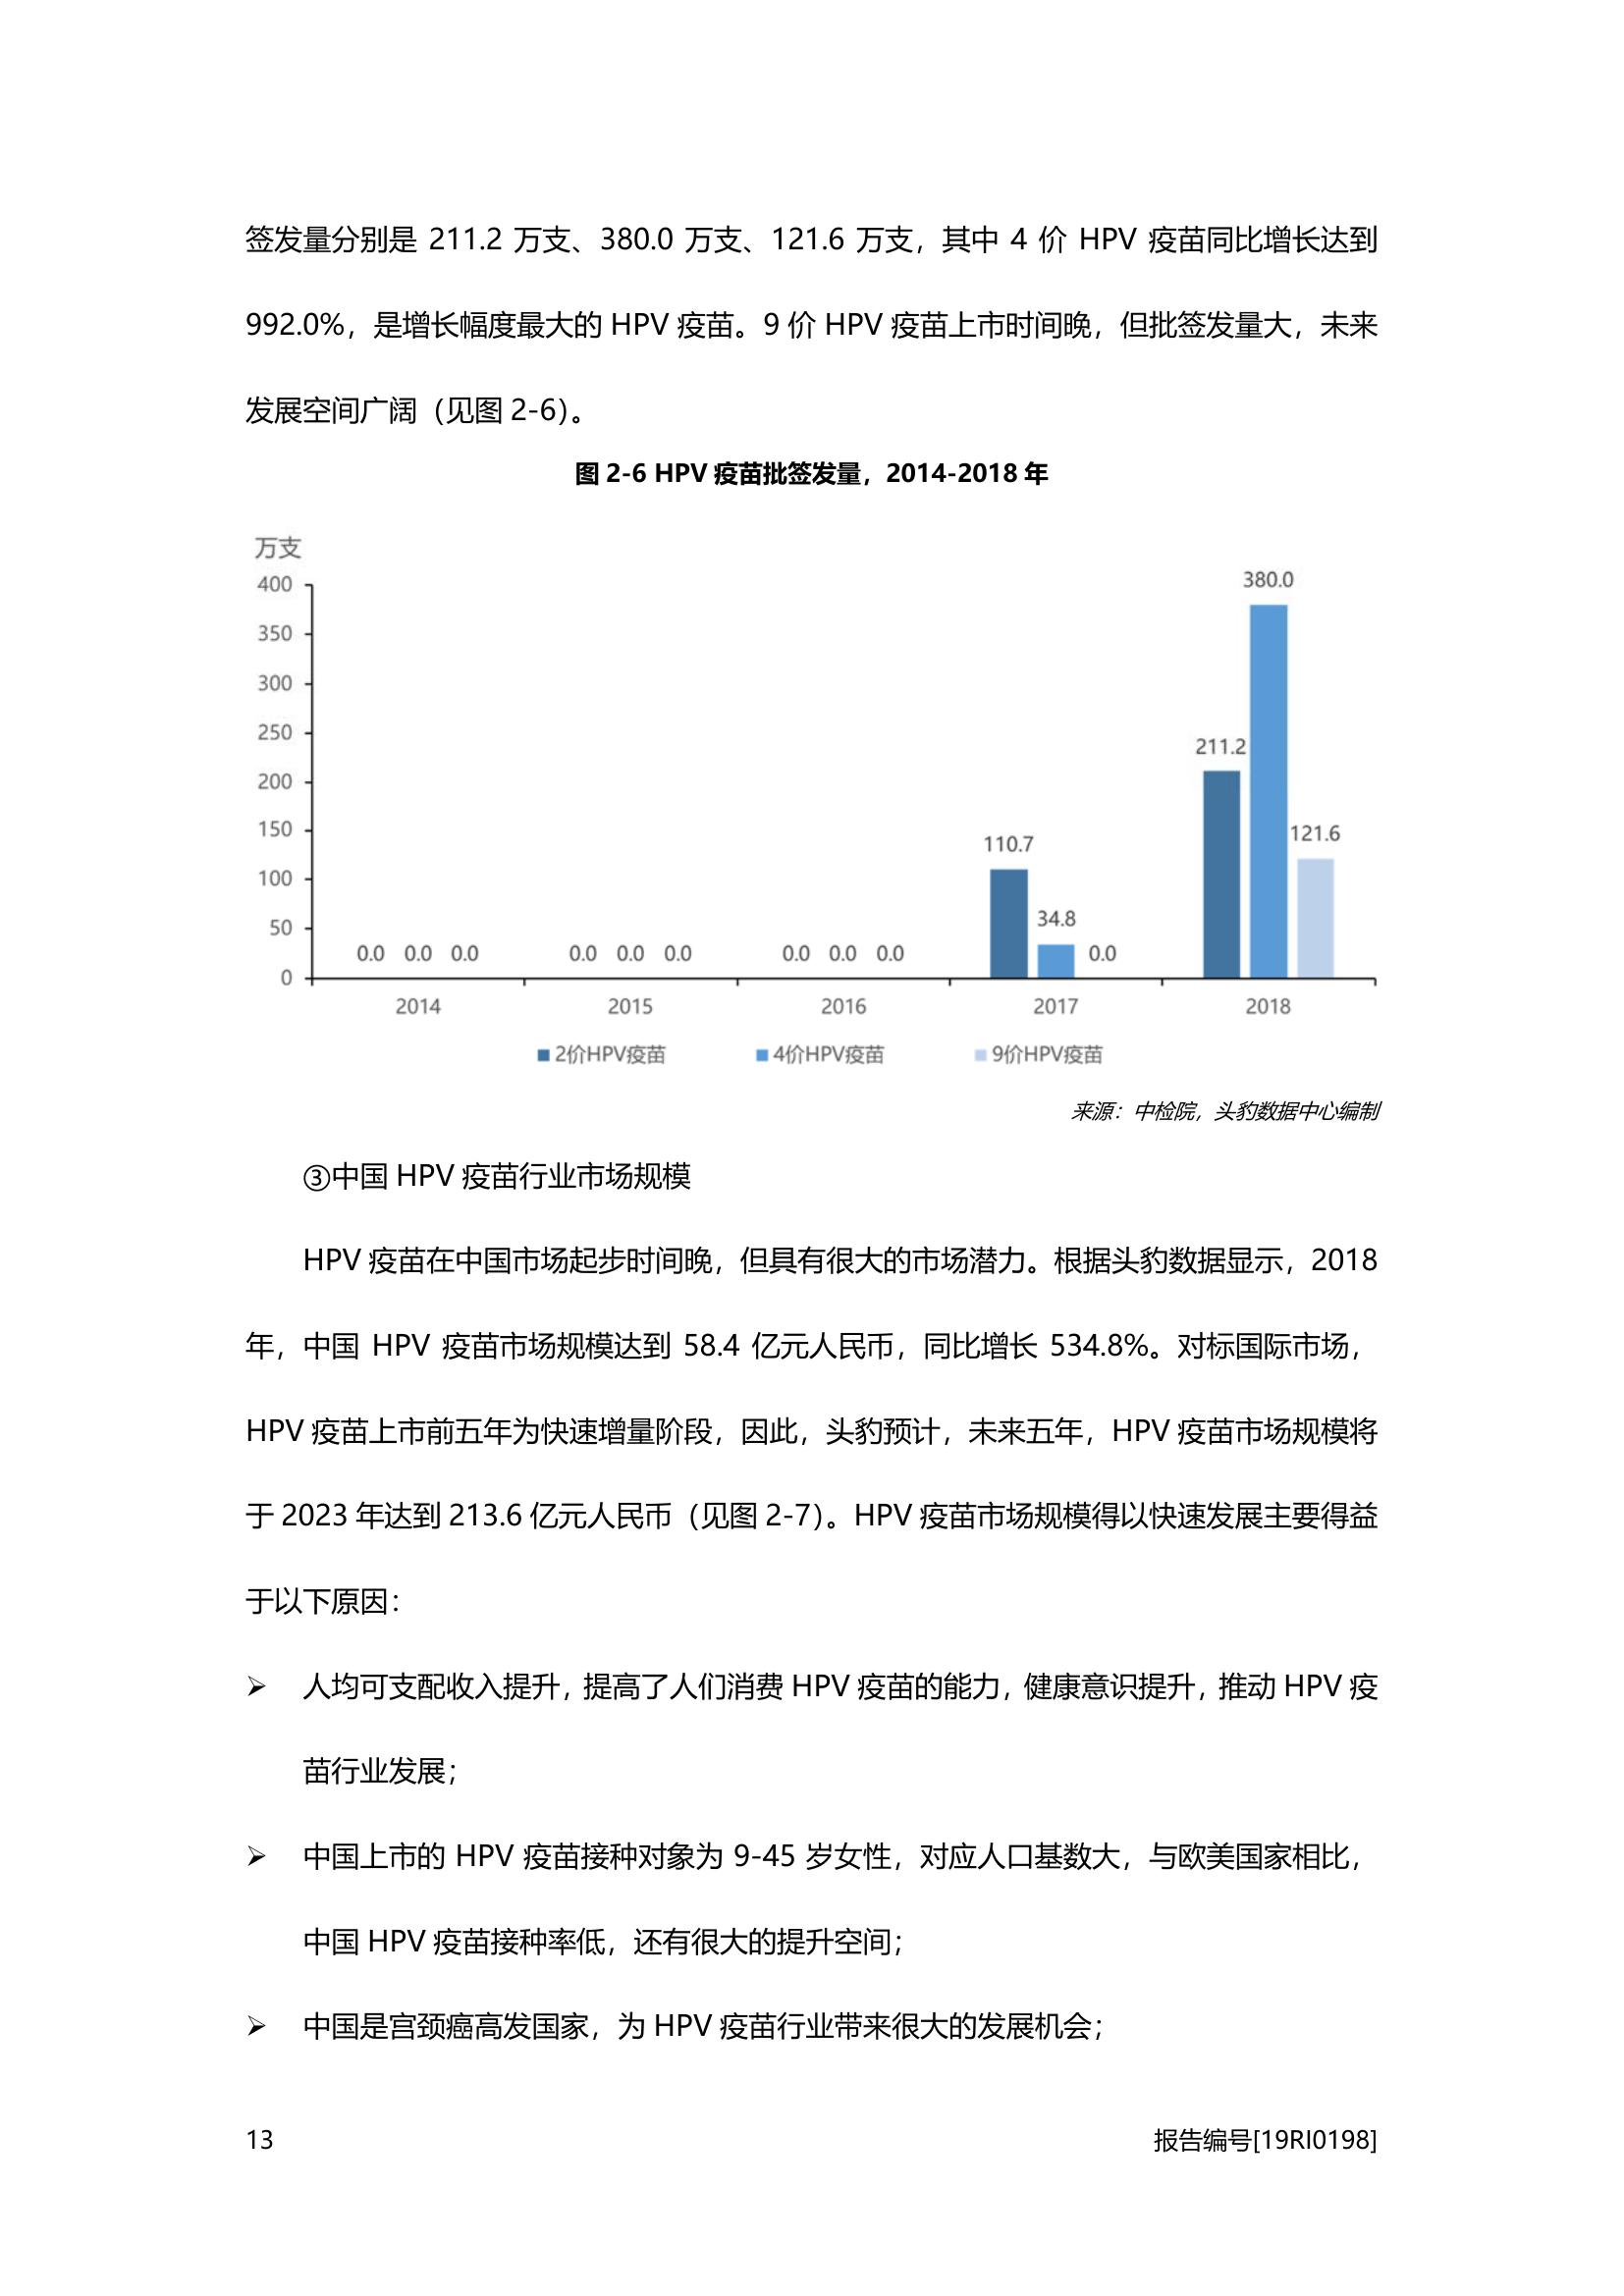 签发量分别是 211.2 万支、380.0 万支、121.6 万支，其中 4 价 HPV 疫苗同比增长达到
992.0%，是增长幅度最大的 HPV 疫苗。9 价 HPV 疫苗上市时间晚，但批签发量大，未来
发展空间广阔（见图 2-6）。
图 2-6 HPV 疫苗批签发量，2014-2018 年
万支
400
350
300
250
200
150
100
50
0
0.0 0.0 0.0
0.0 0.0 0.0
0.0 0.0 0.0
110.7
34.8
0.0
211.2
380.0
121.6
2014 2015 2016 2017 2018
2价HPV疫苗 4价HPV疫苗 9价HPV疫苗
来源：中检院，头豹数据中心编制
③中国 HPV 疫苗行业市场规模
HPV 疫苗在中国市场起步时间晚，但具有很大的市场潜力。根据头豹数据显示，2018
年，中国 HPV 疫苗市场规模达到 58.4 亿元人民币，同比增长 534.8%。对标国际市场，
HPV 疫苗上市前五年为快速增量阶段，因此，头豹预计，未来五年，HPV 疫苗市场规模将
于 2023 年达到 213.6 亿元人民币（见图 2-7）。HPV 疫苗市场规模得以快速发展主要得益
于以下原因：
➢ 人均可支配收入提升，提高了人们消费 HPV 疫苗的能力，健康意识提升，推动 HPV 疫
苗行业发展；
➢ 中国上市的 HPV 疫苗接种对象为 9-45 岁女性，对应人口基数大，与欧美国家相比，
中国 HPV 疫苗接种率低，还有很大的提升空间；
➢ 中国是宫颈癌高发国家，为 HPV 疫苗行业带来很大的发展机会；
13 报告编号[19RI0198]